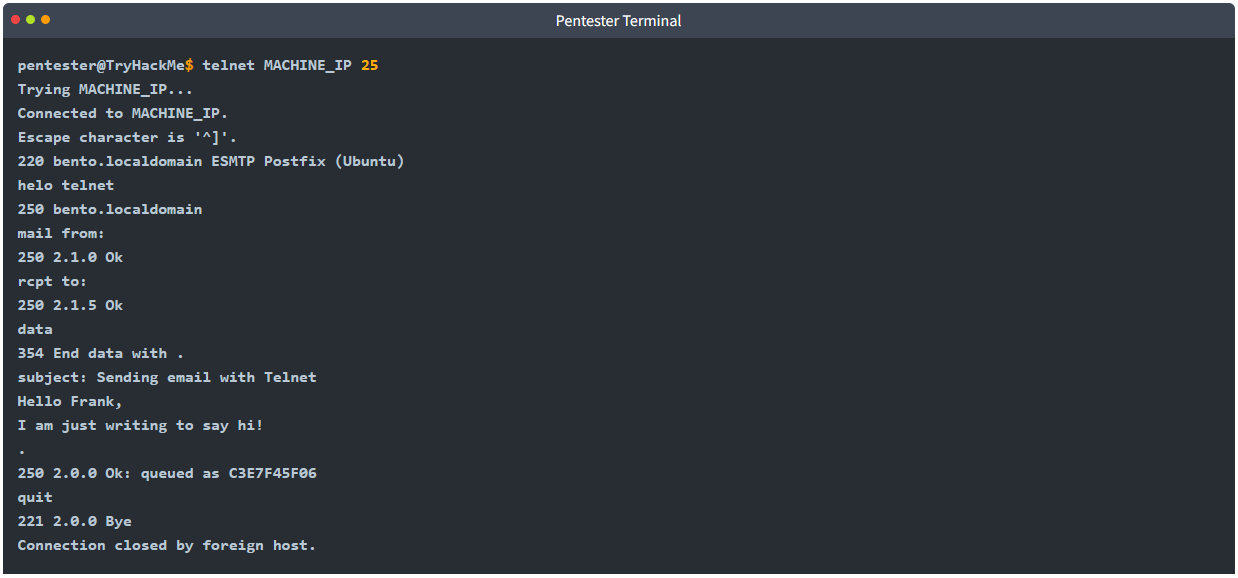 Pentester Terminal
pentester@TryHackMe$ telnet MACHINE_IP 25
Trying MACHINE_IP...
Connected to MACHINE_IP.
Escape character is '^]'.
220 bento.localdomain ESMTP Postfix (Ubuntu)
helo telnet
250 bento.localdomain
mail from:
250 2.1.0 Ok
rcpt to:
250 2.1.5 Ok
data
354 End data with .
subject: Sending email with Telnet
Hello Frank,
I am just writing to say hi!
.
250 2.0.0 Ok: queued as C3E7F45F06
quit
221 2.0.0 Bye
Connection closed by foreign host.